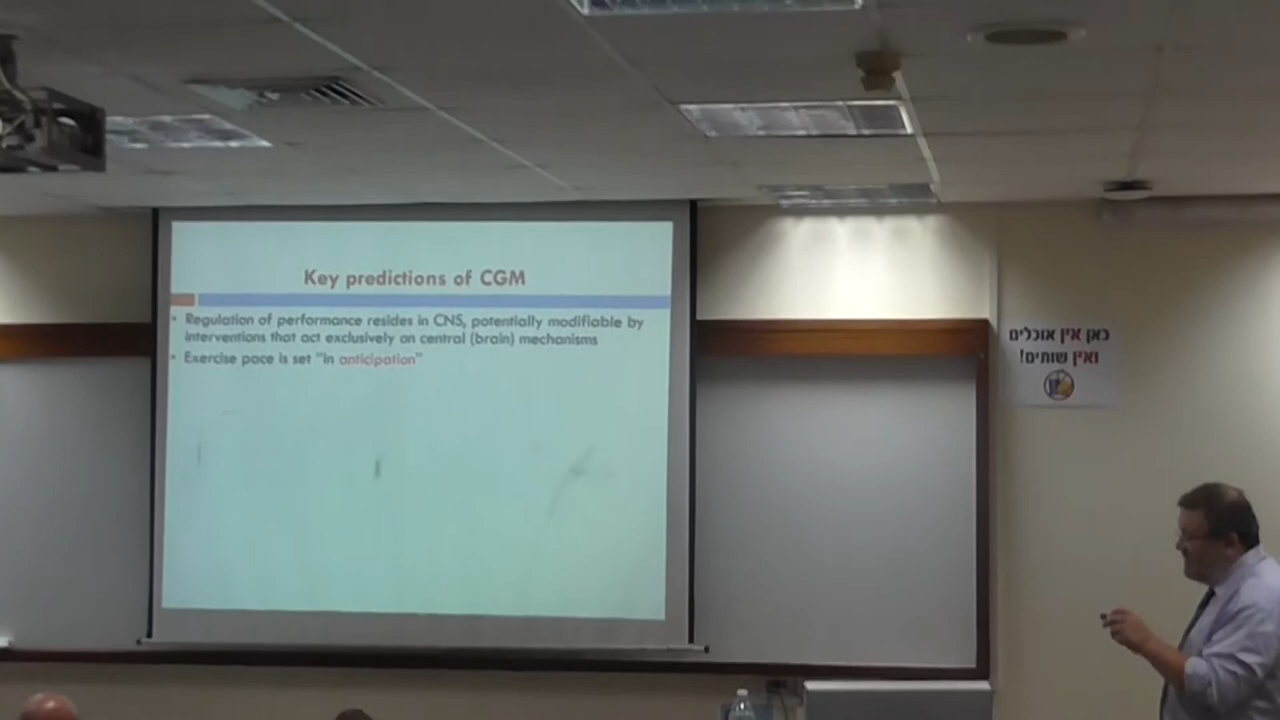 Key predictions of CGM
• Regulation of performance resides in CNS, potentially modifiable by
interventions that act exclusively on central (brain) mechanisms
• Exercise pace is set "in anticipation"
כאן אין אוכלים
ואין שותים!